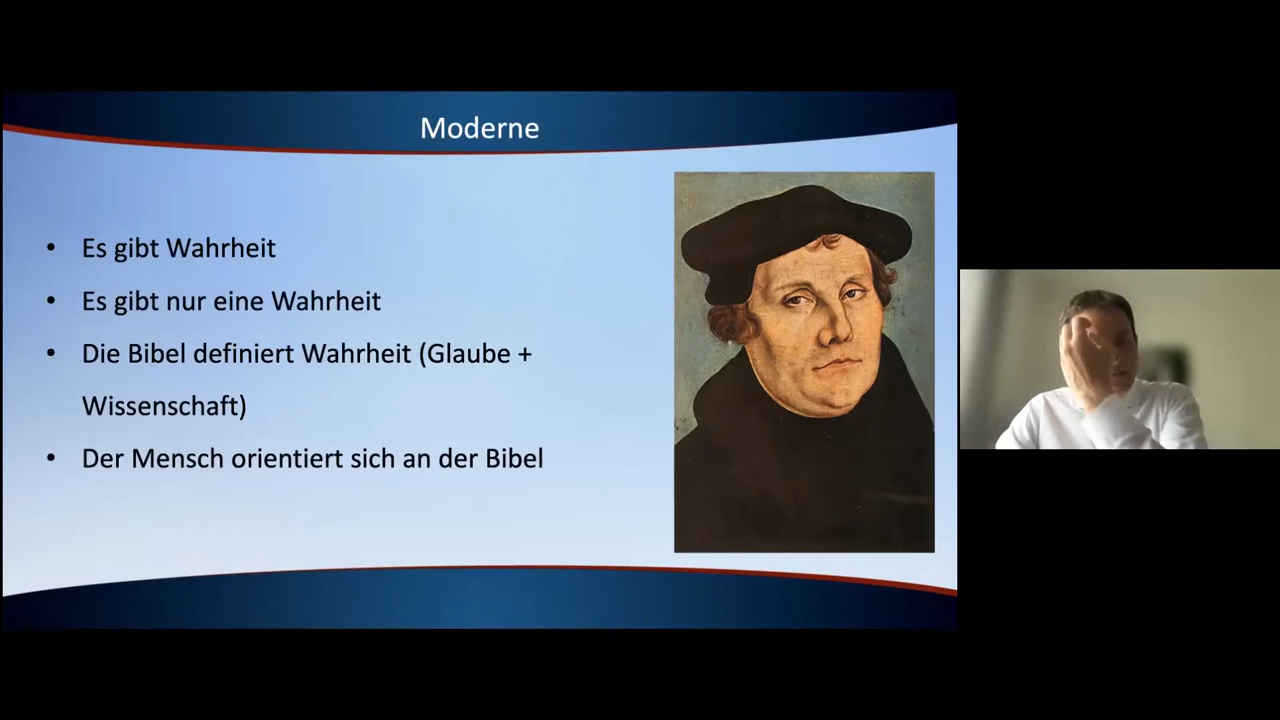 Moderne
• Es gibt Wahrheit
• Es gibt nur eine Wahrheit
• Die Bibel definiert Wahrheit (Glaube +
Wissenschaft)
• Der Mensch orientiert sich an der Bibel